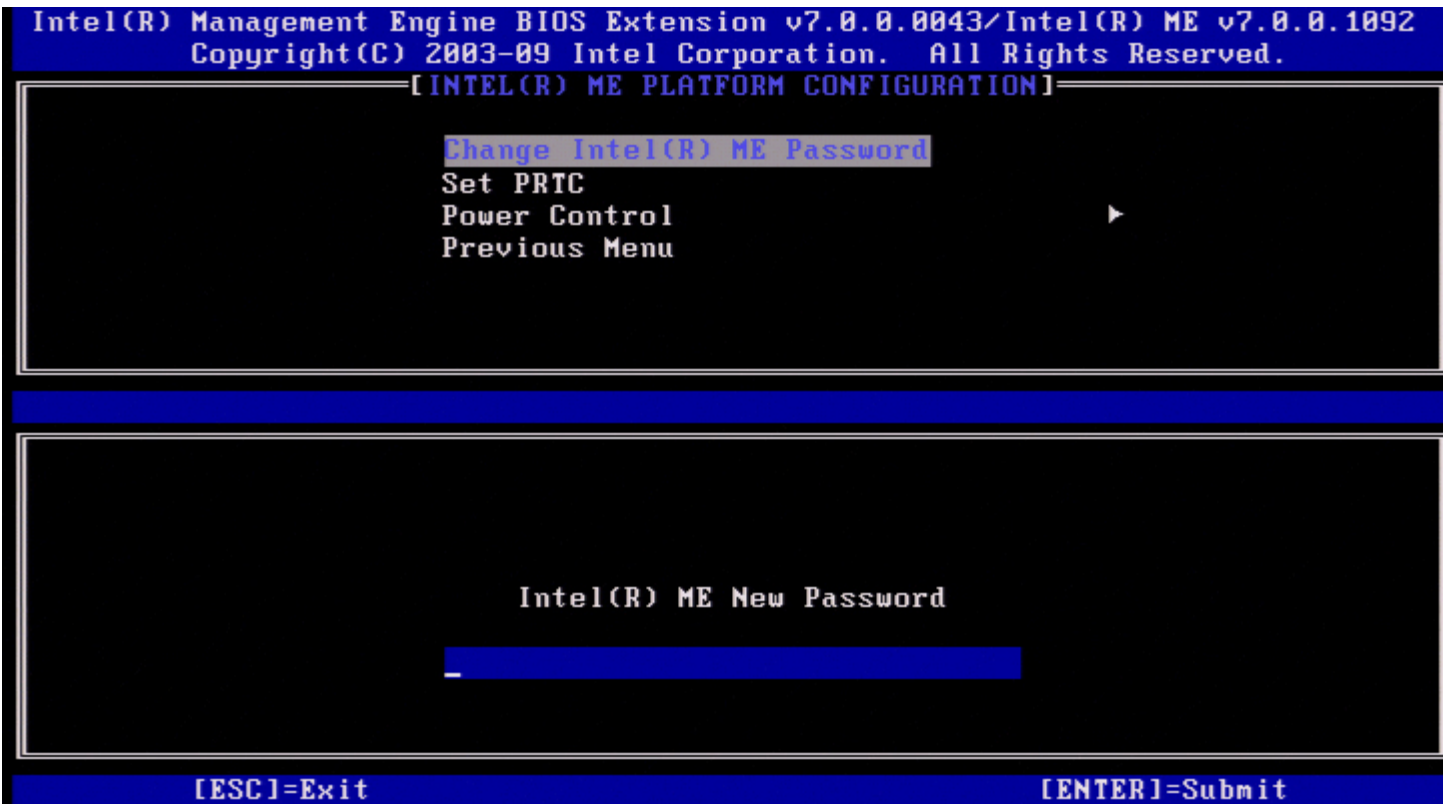 Intel(R) Management Engine BIOS Extension v7.0.0.0043/Intel(R) ME v7.0.0.1092
Copyright(C) 2003-09 Intel Corporation. All Rights Reserved.
[INTEL(R) ME PLATFORM CONFIGURATION]
Change Intel(R) ME Password
Set PRTC
Power Control ►
Previous Menu
Intel(R) ME New Password
_
[ESC]=Exit [ENTER]=Submit